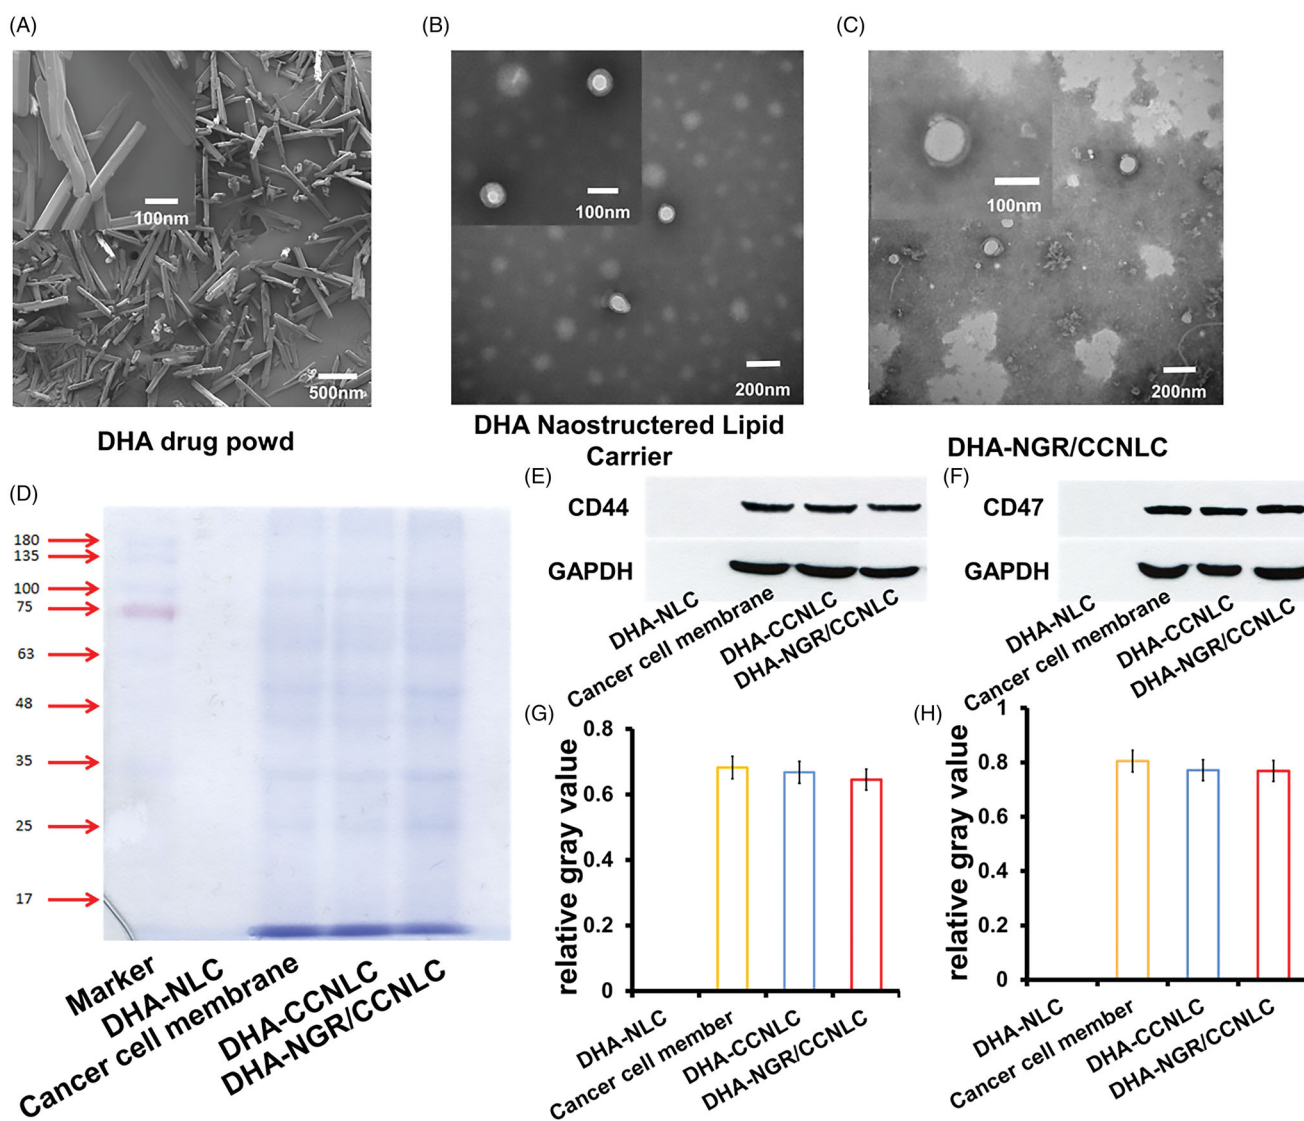 (A)
(B)
(C)
100nm
500nm
100nm
200nm
100nm
200nm
DHA drug powd
DHA Naostructered Lipid
Carrier
DHA-NGR/CCNLC
(D)
180
135
100
75
63
48
35
25
17
Marker
DHA-NLC
Cancer cell membrane
DHA-CCNLC
DHA-NGR/CCNLC
(E)
CD44
GAPDH
DHA-NLC
Cancer cell membrane
DHA-CCNLC
DHA-NGR/CCNLC
(F)
CD47
GAPDH
DHA-NLC
Cancer cell membrane
DHA-CCNLC
DHA-NGR/CCNLC
(G)
relative gray value
0.8
0.6
0.4
0.2
0
DHA-NLC
Cancer cell member
DHA-CCNLC
DHA-NGR/CCNLC
(H)
relative gray value
1
0.8
0.6
0.4
0.2
0
DHA-NLC
Cancer cell member
DHA-CCNLC
DHA-NGR/CCNLC